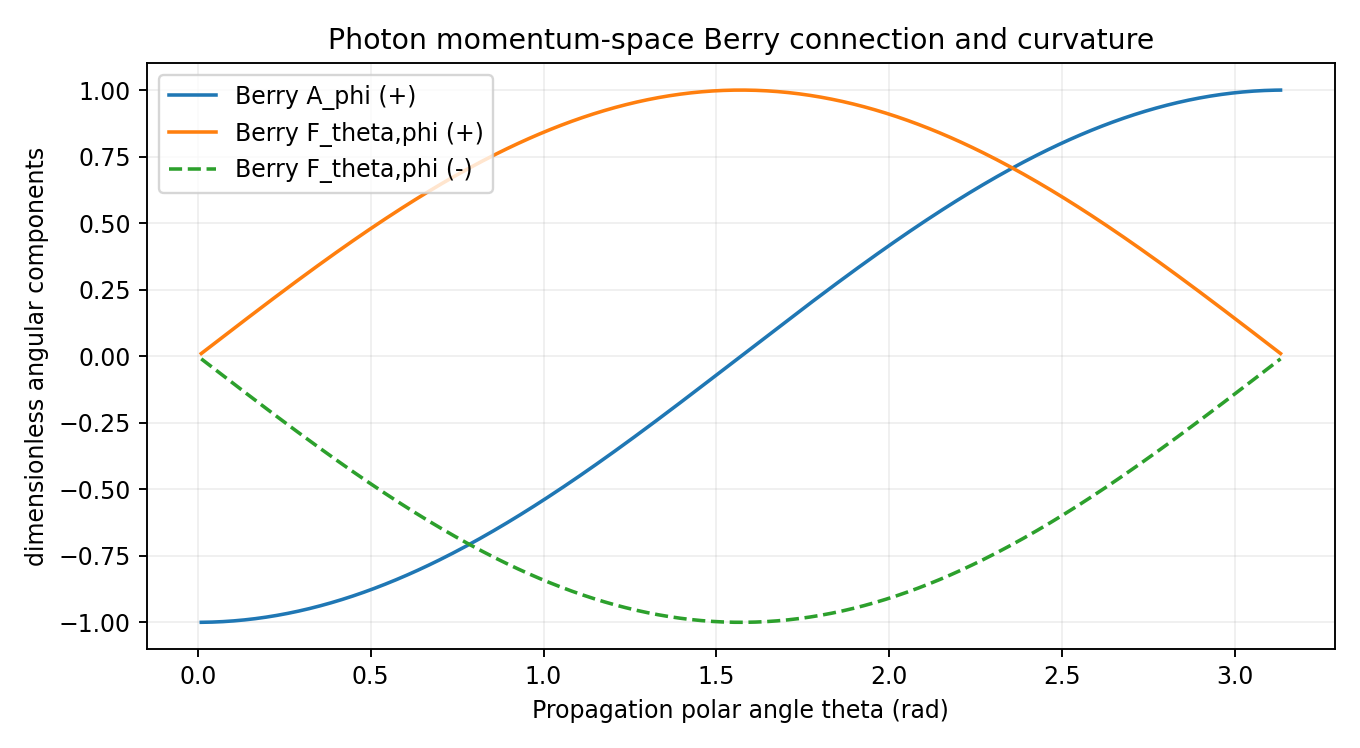 Photon momentum-space Berry connection and curvature
Berry A_phi (+)
Berry F_theta,phi (+)
Berry F_theta,phi (-)
dimensionless angular components
1.00
0.75
0.50
0.25
0.00
−0.25
−0.50
−0.75
−1.00
0.0 0.5 1.0 1.5 2.0 2.5 3.0
Propagation polar angle theta (rad)